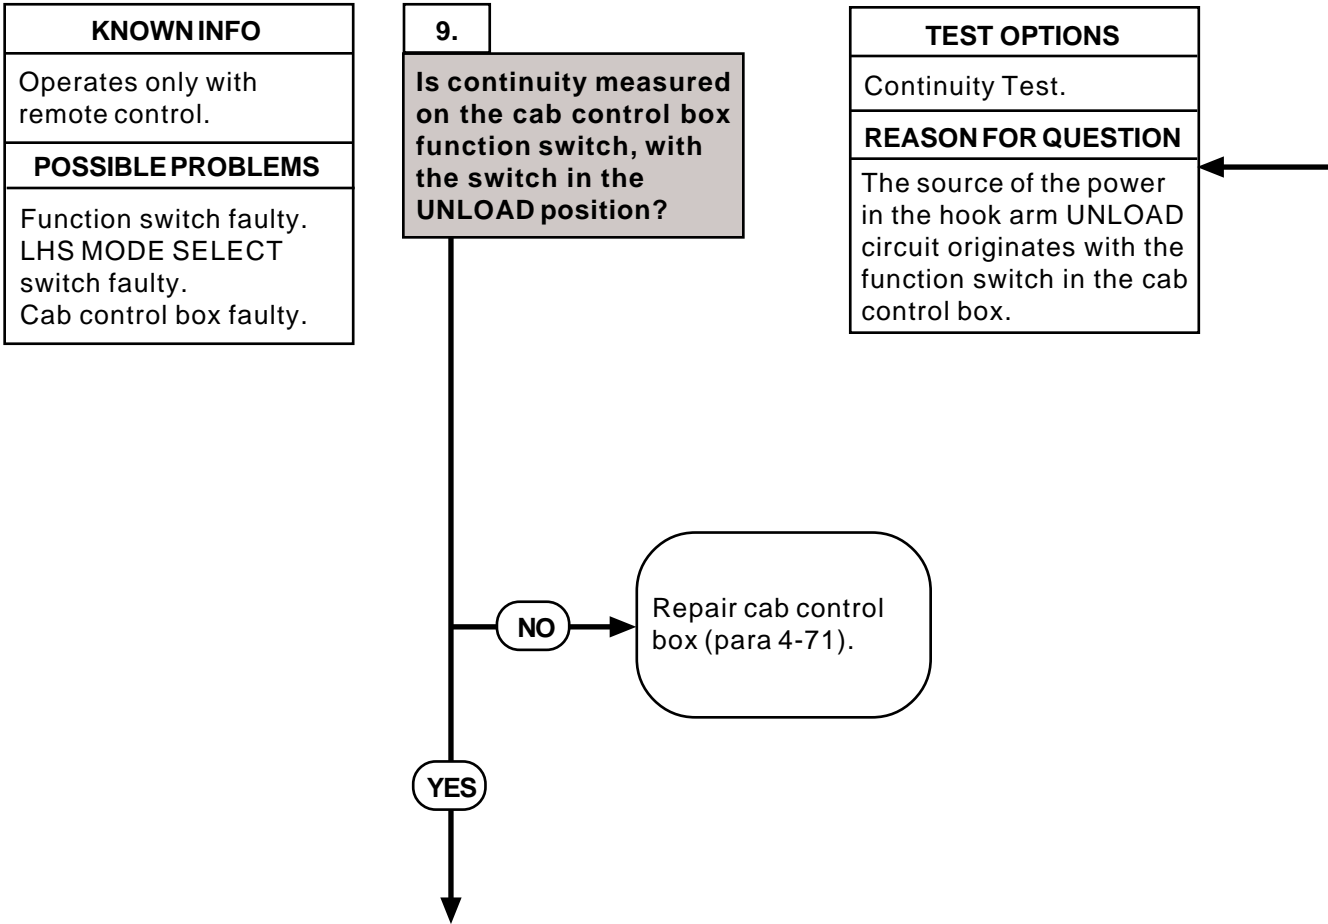 KNOWN INFO
Operates only with
remote control.
POSSIBLE PROBLEMS
Function switch faulty.
LHS MODE SELECT
switch faulty.
Cab control box faulty.
9.
Is continuity measured
on the cab control box
function switch, with
the switch in the
UNLOAD position?
TEST OPTIONS
Continuity Test.
REASON FOR QUESTION
The source of the power
in the hook arm UNLOAD
circuit originates with the
function switch in the cab
control box.
NO
Repair cab control
box (para 4-71).
YES